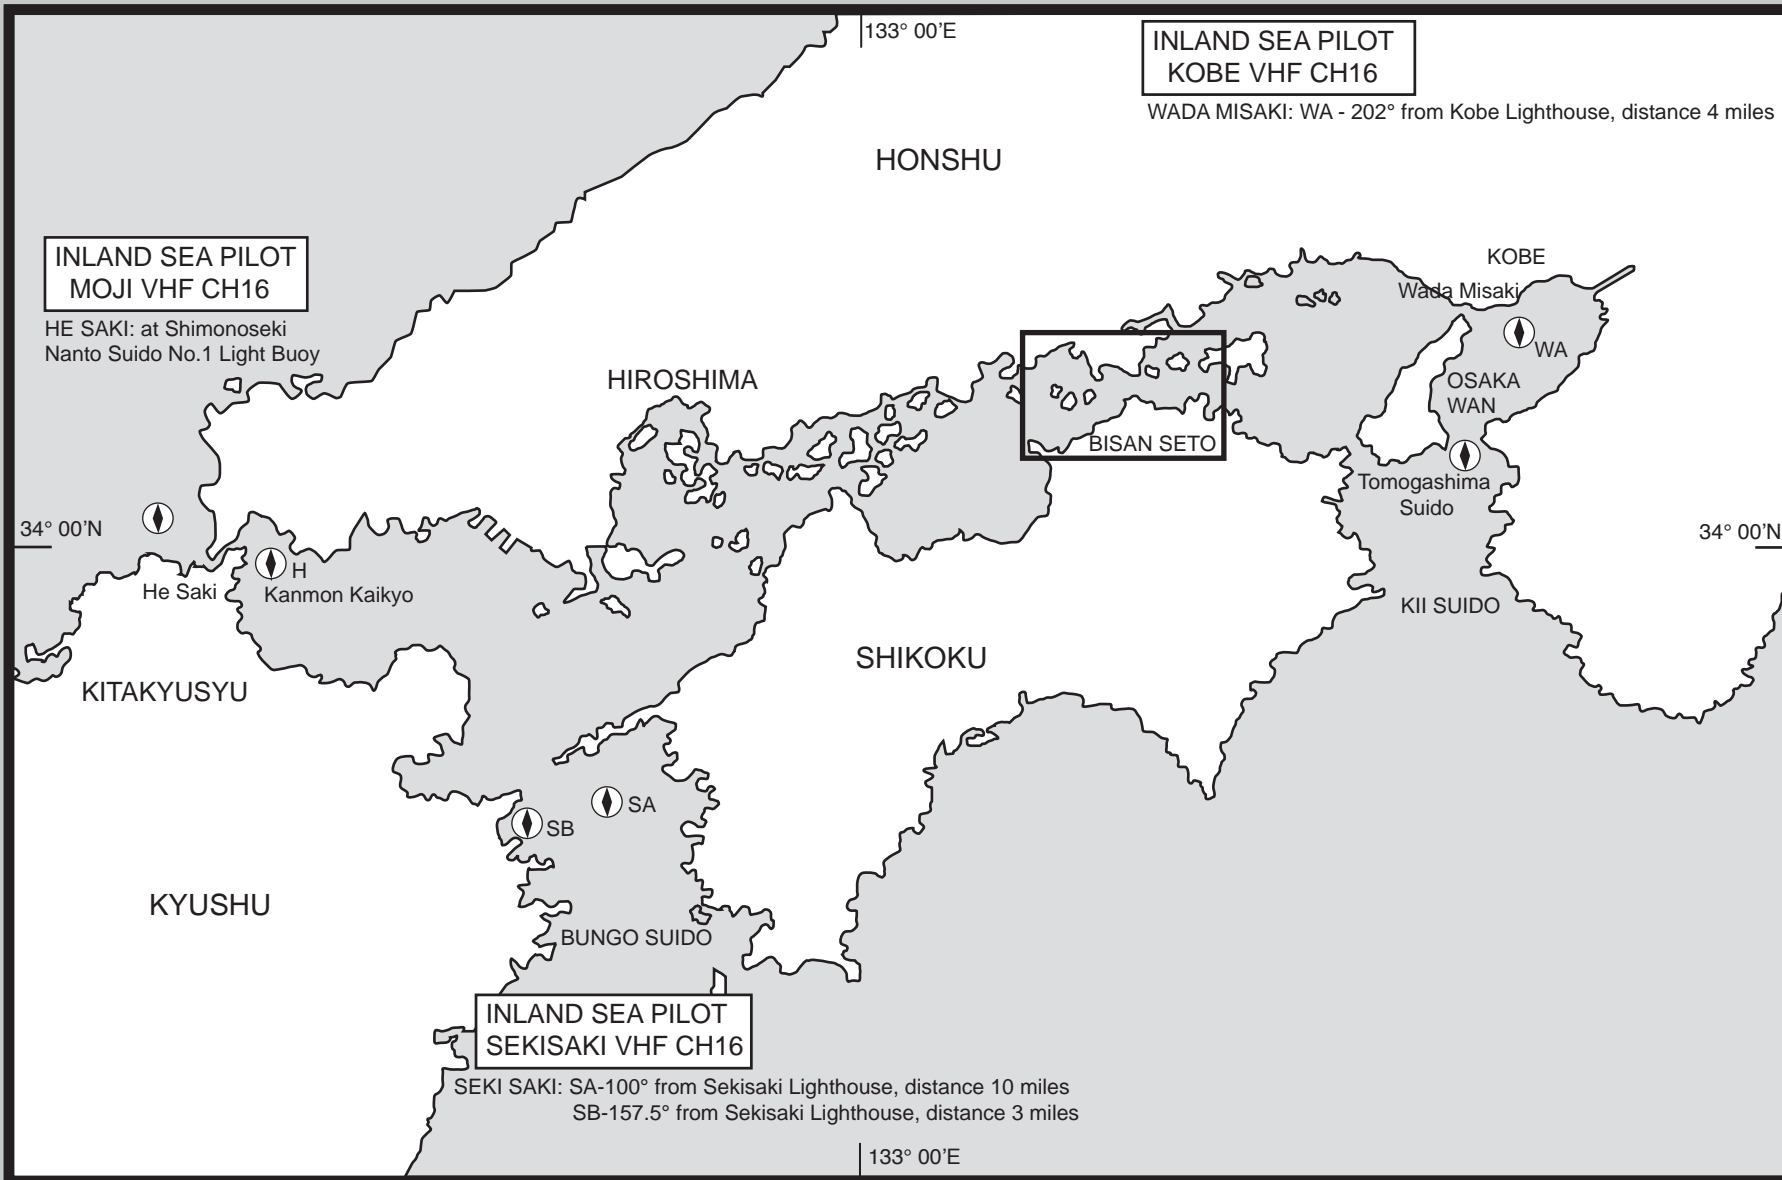 133° 00'E
INLAND SEA PILOT
KOBE VHF CH16
WADA MISAKI: WA - 202° from Kobe Lighthouse, distance 4 miles
HONSHU
INLAND SEA PILOT
MOJI VHF CH16
HE SAKI: at Shimonoseki
Nanto Suido No.1 Light Buoy
KOBE
Wada Misaki
WA
HIROSHIMA
OSAKA
WAN
BISAN SETO
Tomogashima
Suido
34° 00'N
34° 00'N
H
He Saki
Kanmon Kaikyo
KII SUIDO
SHIKOKU
KITAKYUSYU
SA
SB
KYUSHU
BUNGO SUIDO
INLAND SEA PILOT
SEKISAKI VHF CH16
SEKI SAKI: SA-100° from Sekisaki Lighthouse, distance 10 miles
SB-157.5° from Sekisaki Lighthouse, distance 3 miles
133° 00'E